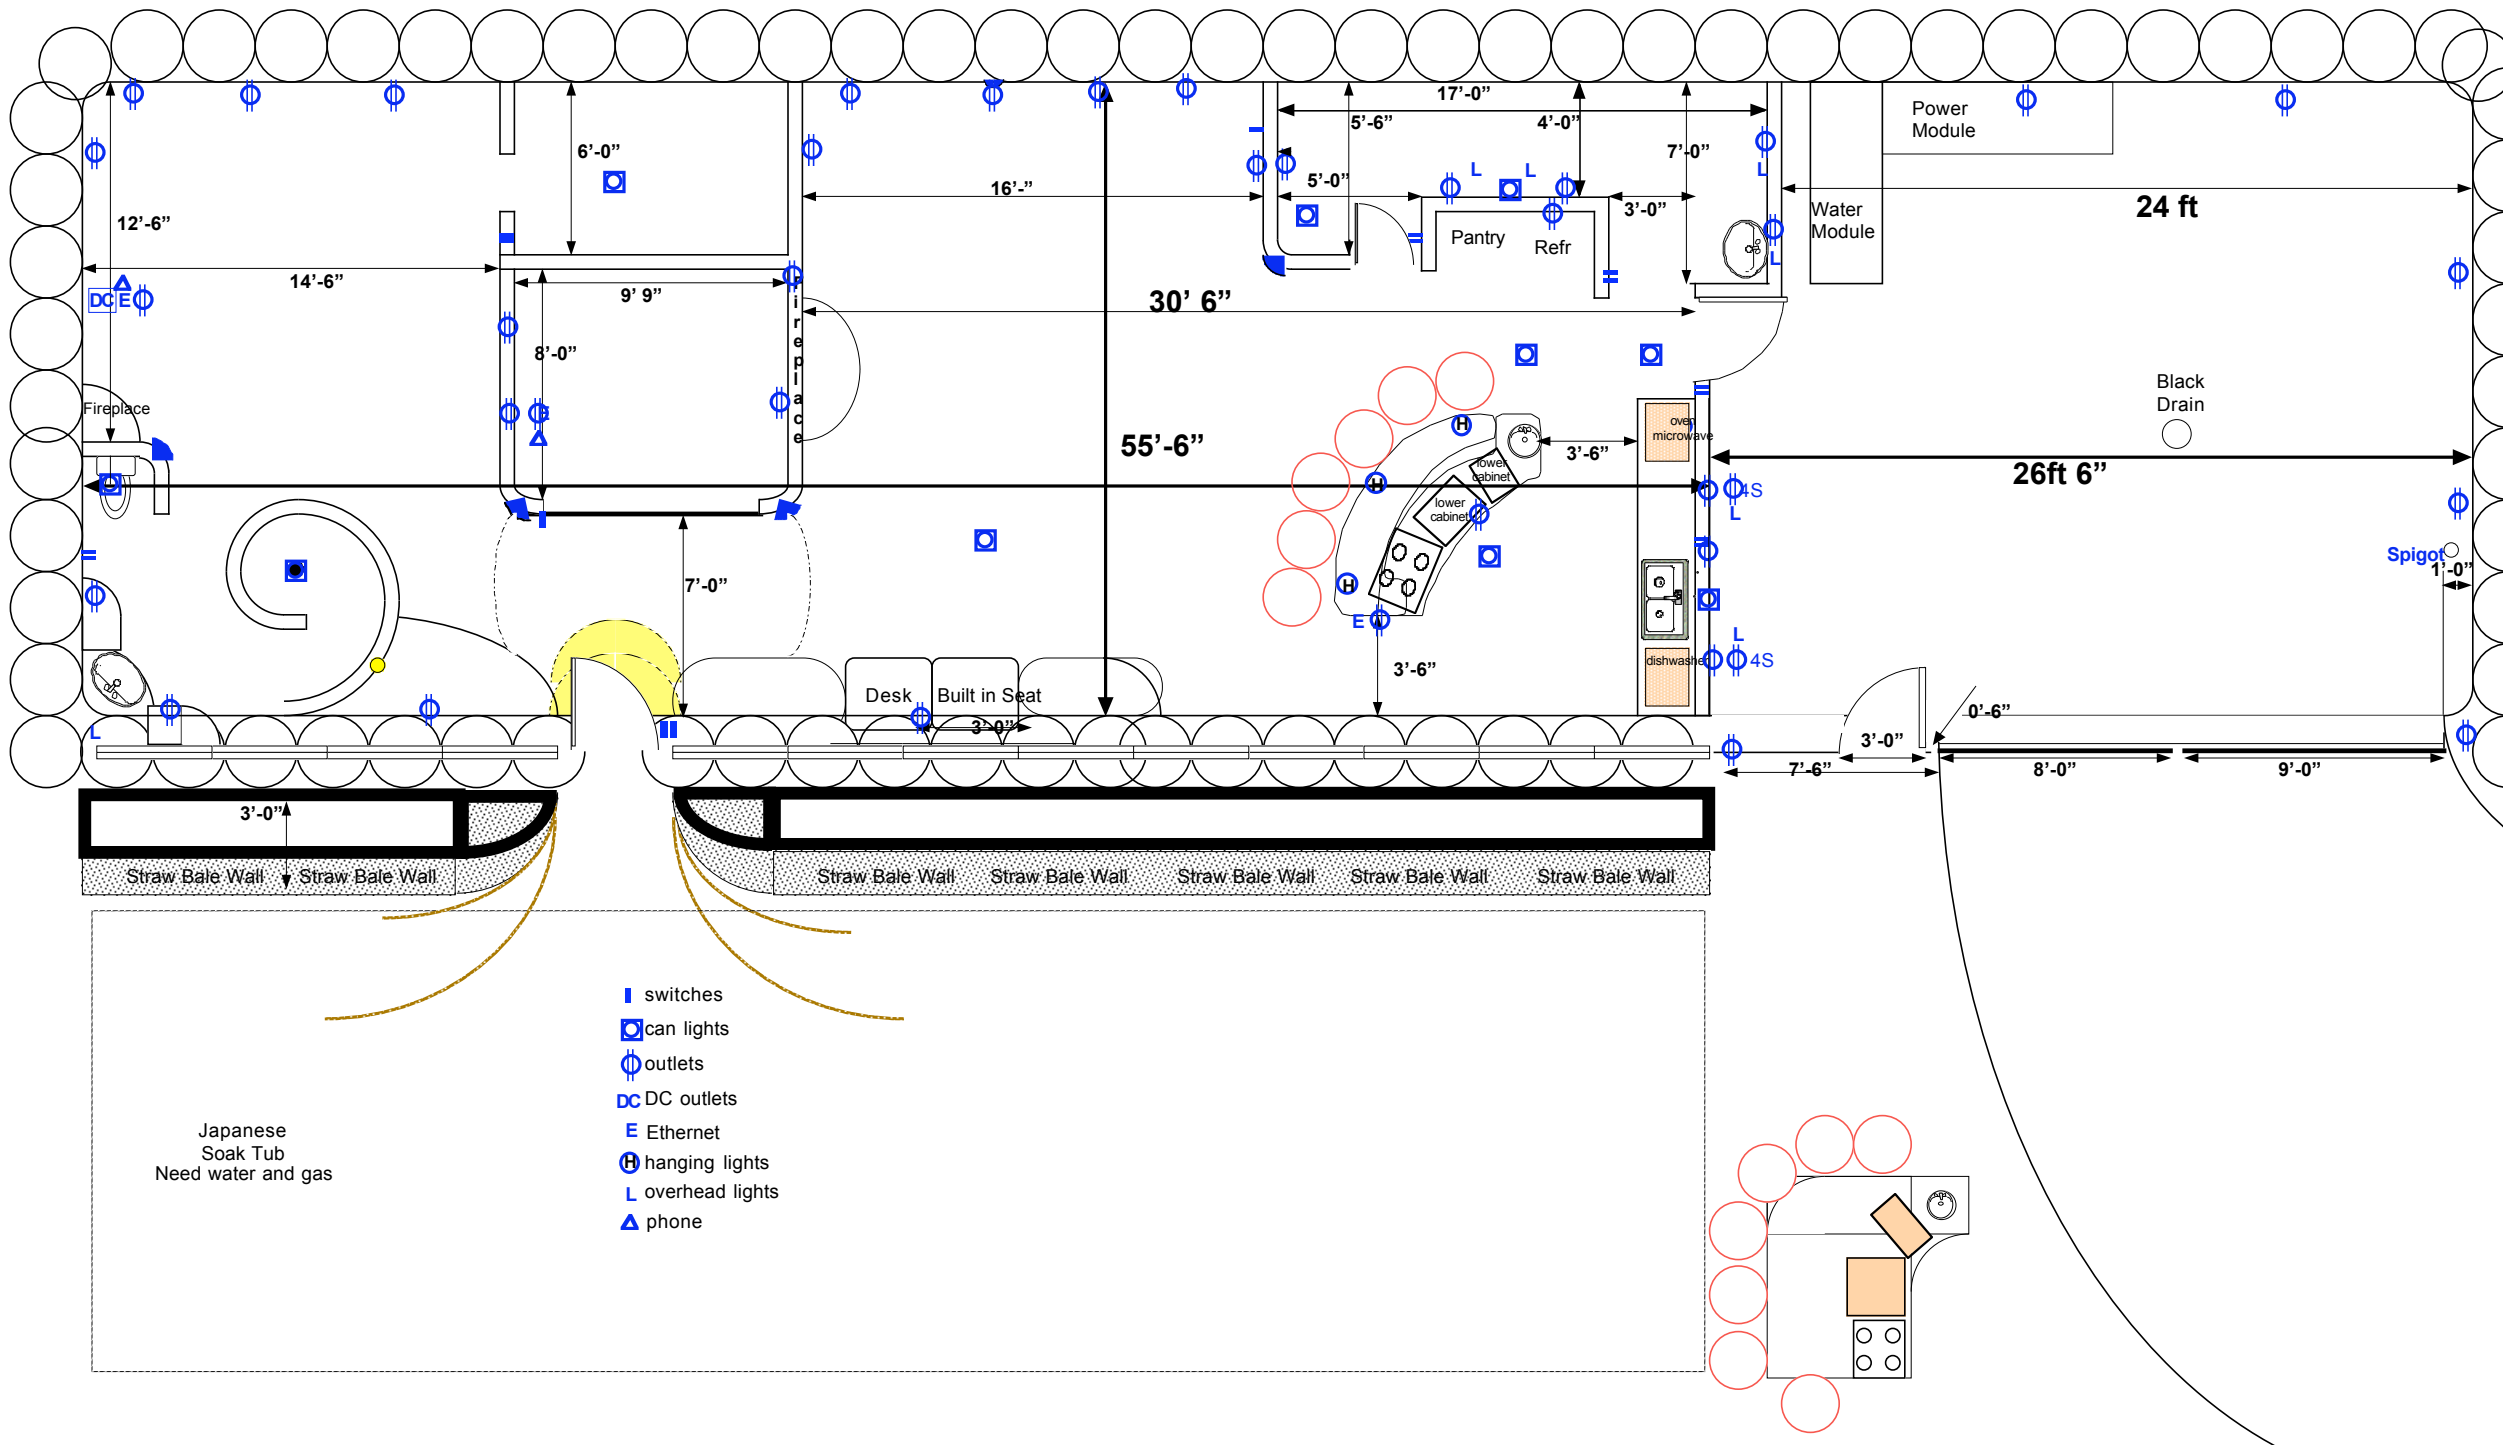 17’-0”
5’-6”
4’-0”
Power
Module
6’-0”
7’-0”
L
L
L
16’-”
5’-0”
3’-0”
24 ft
12’-6”
Pantry
Refr
Water
Module
L
14’-6”
9’ 9”
30’ 6”
DC E
Fireplace
8’-0”
E
Fireplace
55’-6”
H
oven
microwave
3’-6”
Black
Drain
26ft 6”
lower
cabinet
H
lower
cabinet
4S
L
Spigot
1’-0”
7’-0”
H
E
L
3’-6”
dishwasher
4S
Desk
Built in Seat
3’-0”
L
0’-6”
3’-0”
7’-6”
8’-0”
9’-0”
3’-0”
Straw Bale Wall
Straw Bale Wall
Straw Bale Wall
Straw Bale Wall
Straw Bale Wall
Straw Bale Wall
Straw Bale Wall
switches
can lights
outlets
DC DC outlets
E Ethernet
H hanging lights
L overhead lights
phone
Japanese
Soak Tub
Need water and gas